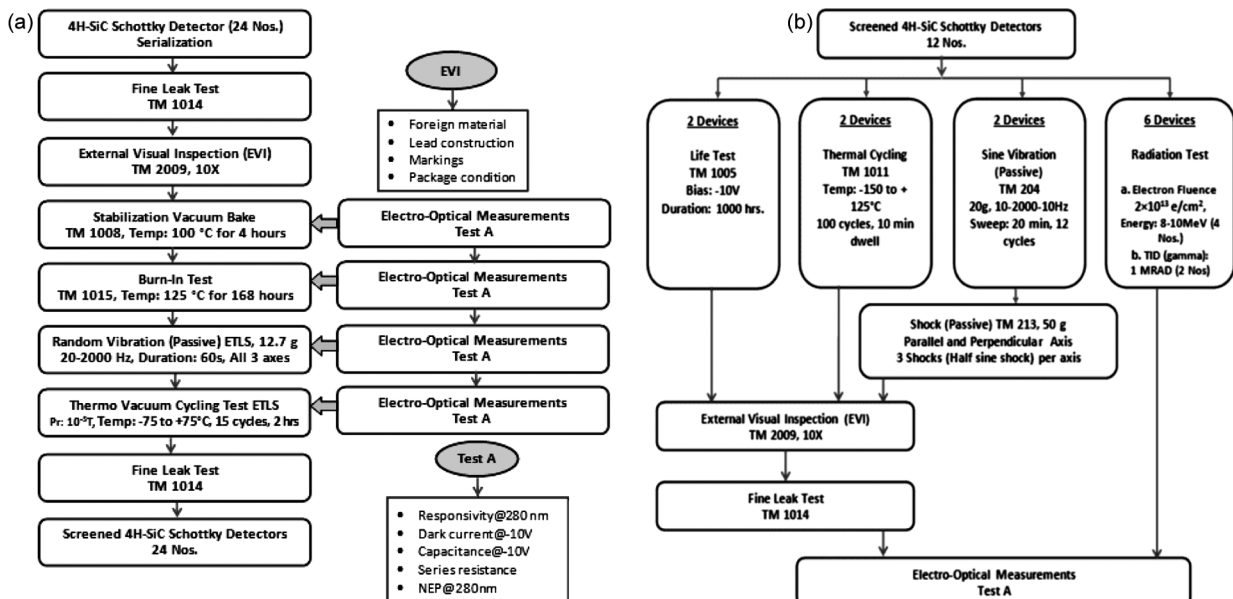 (a)
4H-SiC Schottky Detector (24 Nos.)
Serialization
Fine Leak Test
TM 1014
External Visual Inspection (EVI)
TM 2009, 10X
Stabilization Vacuum Bake
TM 1008, Temp: 100 °C for 4 hours
Burn-In Test
TM 1015, Temp: 125 °C for 168 hours
Random Vibration (Passive) ETLS, 12.7 g
20-2000 Hz, Duration: 60s, All 3 axes
Thermo Vacuum Cycling Test ETLS
Pr: 10⁻⁵T, Temp: -75 to +75°C, 15 cycles, 2 hrs
Fine Leak Test
TM 1014
Screened 4H-SiC Schottky Detectors
24 Nos.
EVI
• Foreign material
• Lead construction
• Markings
• Package condition
Electro-Optical Measurements
Test A
Electro-Optical Measurements
Test A
Electro-Optical Measurements
Test A
Electro-Optical Measurements
Test A
Test A
• Responsivity@280 nm
• Dark current@-10V
• Capacitance@-10V
• Series resistance
• NEP@280nm
(b)
Screened 4H-SiC Schottky Detectors
12 Nos.
2 Devices
Life Test
TM 1005
Bias: -10V
Duration: 1000 hrs.
2 Devices
Thermal Cycling
TM 1011
Temp: -150 to +
125°C
100 cycles, 10 min
dwell
2 Devices
Sine Vibration
(Passive)
TM 204
20g, 10-2000-10Hz
Sweep: 20 min, 12
cycles
6 Devices
Radiation Test
a. Electron Fluence
2×10¹³ e/cm²,
Energy: 8-10MeV (4
Nos.)
b. TID (gamma):
1 MRAD (2 Nos)
Shock (Passive) TM 213, 50 g
Parallel and Perpendicular Axis
3 Shocks (Half sine shock) per axis
External Visual Inspection (EVI)
TM 2009, 10X
Fine Leak Test
TM 1014
Electro-Optical Measurements
Test A